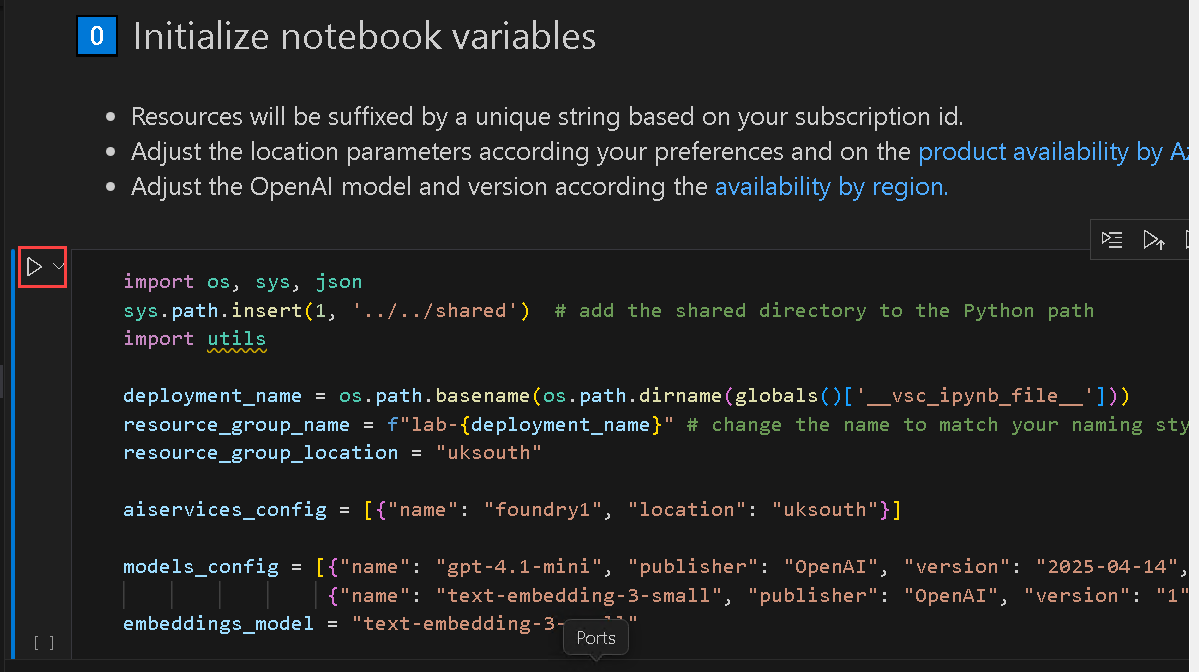 0 Initialize notebook variables
• Resources will be suffixed by a unique string based on your subscription id.
• Adjust the location parameters according your preferences and on the product availability by
• Adjust the OpenAI model and version according the availability by region.
import os, sys, json
sys.path.insert(1, '../../shared')  # add the shared directory to the Python path
import utils
deployment_name = os.path.basename(os.path.dirname(globals()['__vsc_ipynb_file__']))
resource_group_name = f"lab-{deployment_name}" # change the name to match your naming
resource_group_location = "uksouth"
aiservices_config = [{"name": "foundry1", "location": "uksouth"}]
models_config = [{"name": "gpt-4.1-mini", "publisher": "OpenAI", "version": "2025-04-14",
{"name": "text-embedding-3-small", "publisher": "OpenAI", "version": "1"
embeddings_model = "text-embedding-3-
[ ]
Ports